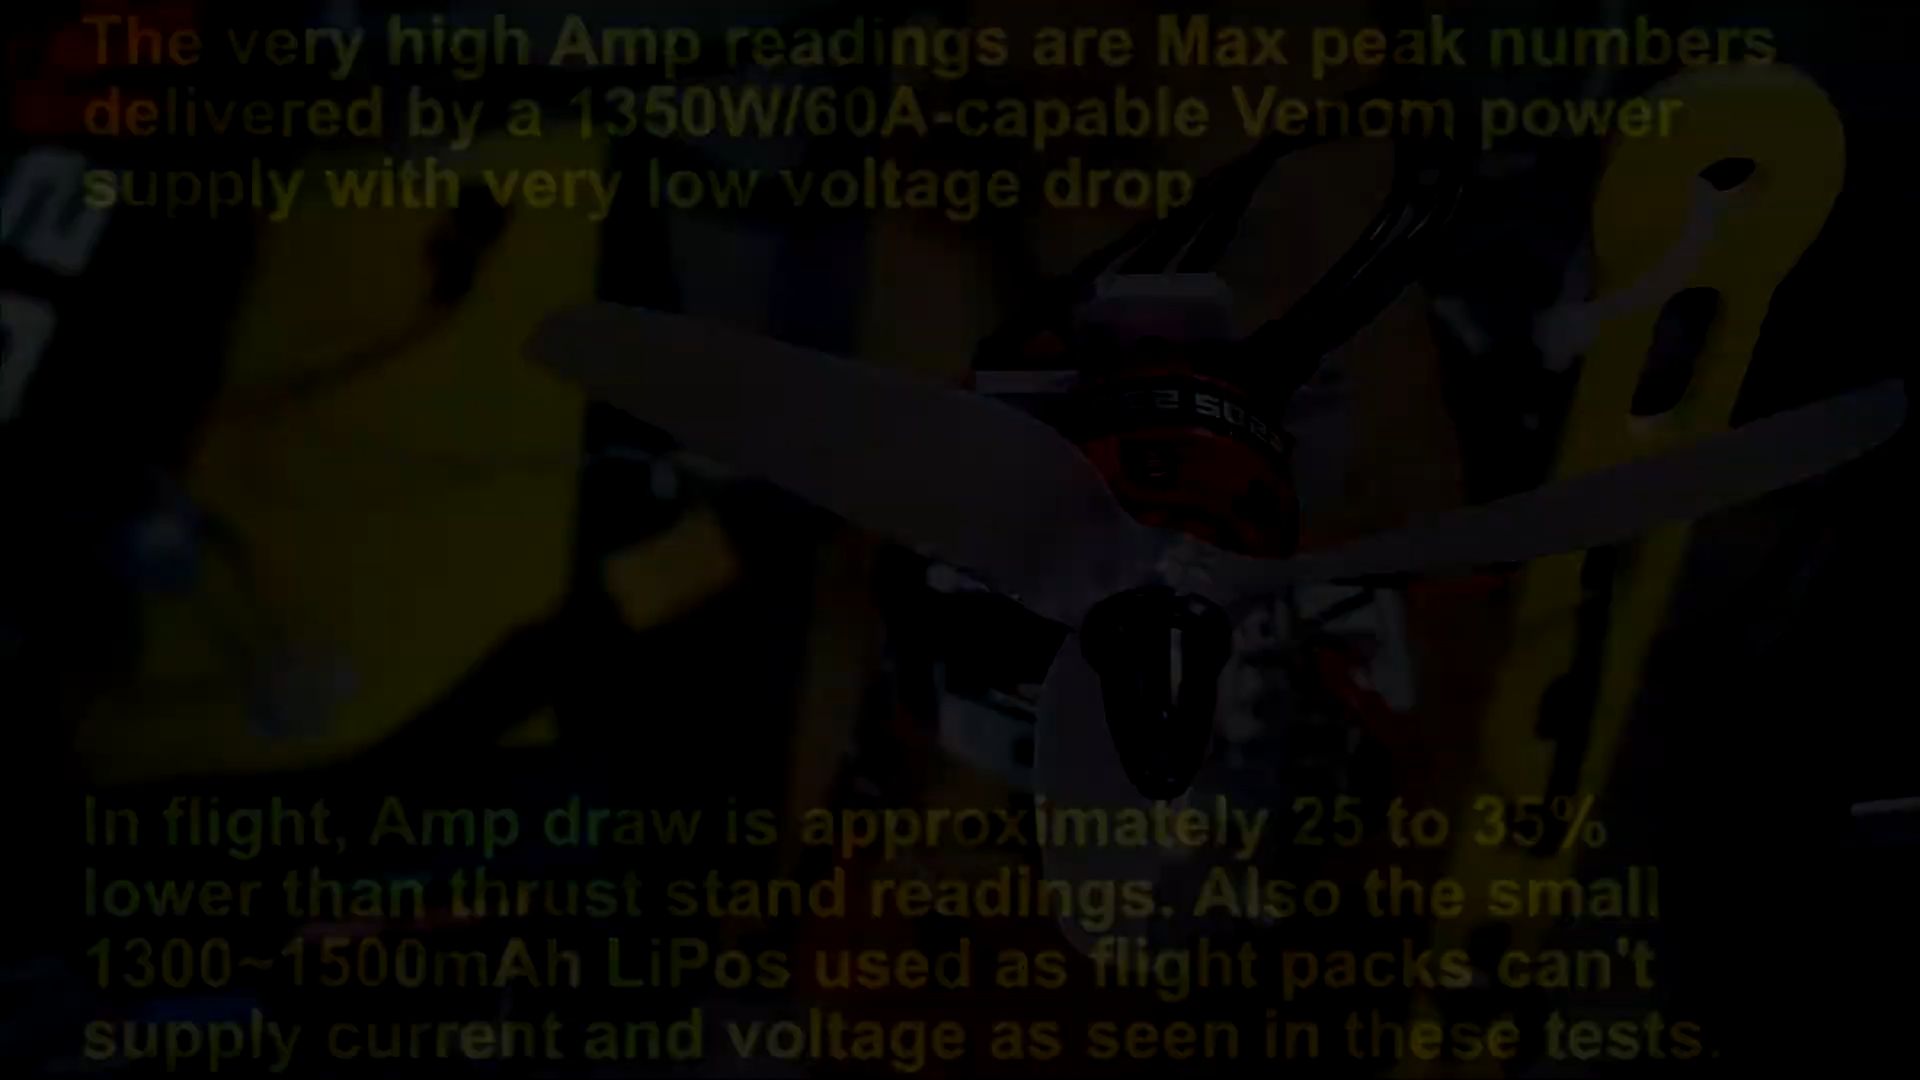 The very high Amp readings are Max peak numbers
delivered by a 1350W/60A-capable Venom power
supply with very low voltage drop
In flight, Amp draw is approximately 25 to 35%
lower than thrust stand readings. Also the small
1300~1500mAh LiPos used as flight packs can't
supply current and voltage as seen in these tests.